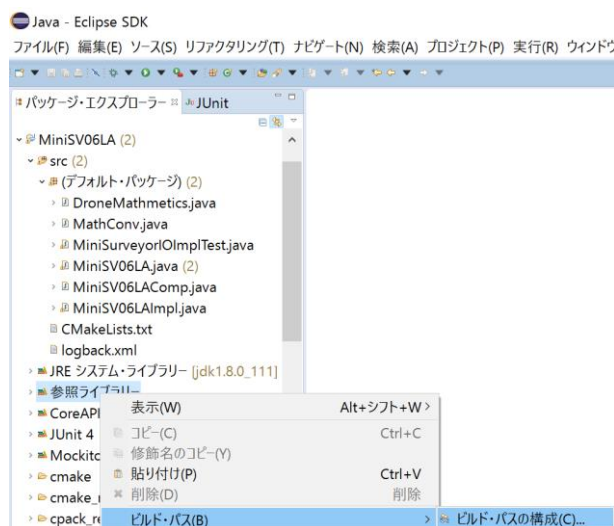 Java - Eclipse SDK
ファイル(F) 編集(E) ソース(S) リファクタリング(T) ナビゲート(N) 検索(A) プロジェクト(P) 実行(R) ウィンドウ
パッケージ・エクスプローラー JUnit
MiniSV06LA (2)
src (2)
(デフォルト・パッケージ) (2)
DroneMathmetics.java
MathConv.java
MiniSurveyorIOImplTest.java
MiniSV06LA.java (2)
MiniSV06LAComp.java
MiniSV06LAImpl.java
CMakeLists.txt
logback.xml
JRE システム・ライブラリー [jdk1.8.0_111]
参照ライブラリー
CoreAPI
表示(W) Alt+シフト+W >
JUnit 4
コピー(C) Ctrl+C
Mockito
修飾名のコピー(Y)
cmake
貼り付け(P) Ctrl+V
cmake_r
削除(D) 削除
cpack_re
ビルド・パス(B) > ビルド・パスの構成(C)...